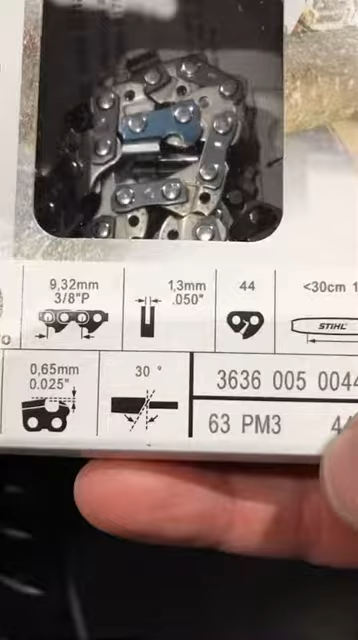 9,32mm
3/8"P
1,3mm
.050"
44
<30cm 1
STIHL
0,65mm
0.025"
30 °
3636 005 0044
63 PM3